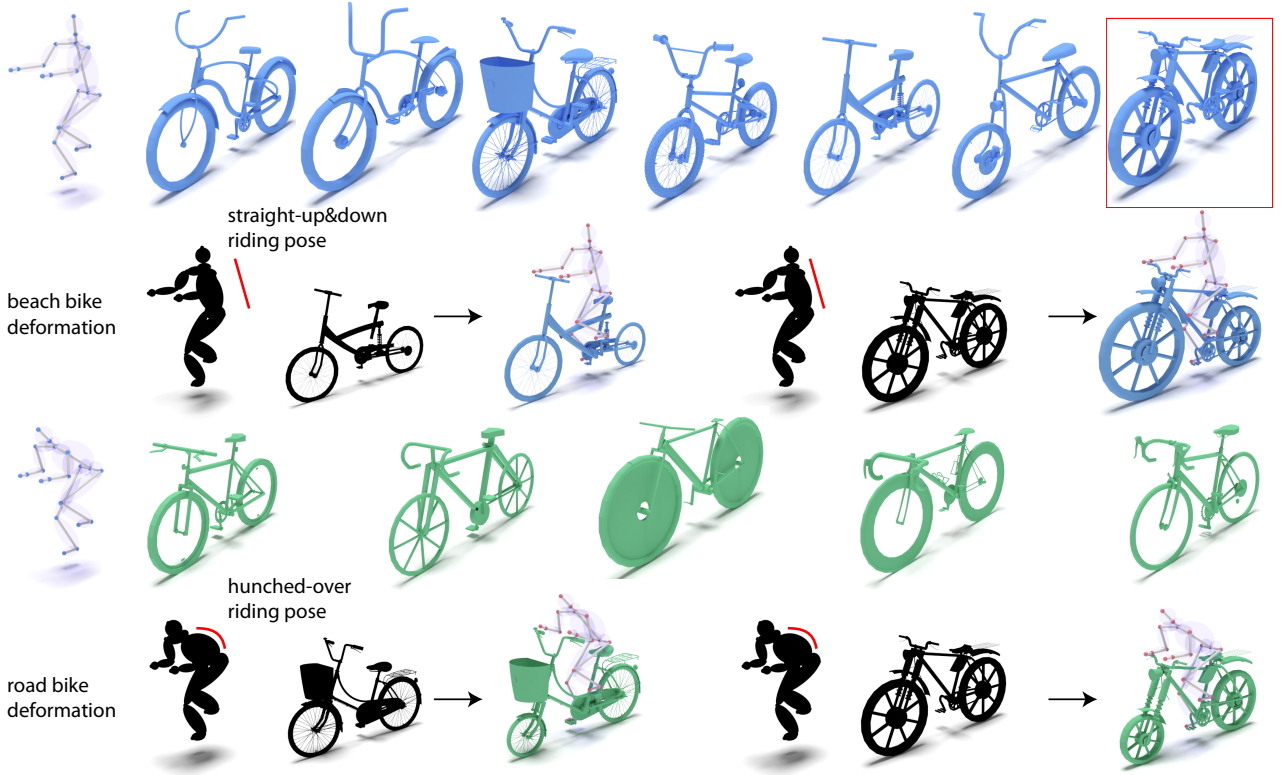 straight-up&down
riding pose
beach bike
deformation
hunched-over
riding pose
road bike
deformation